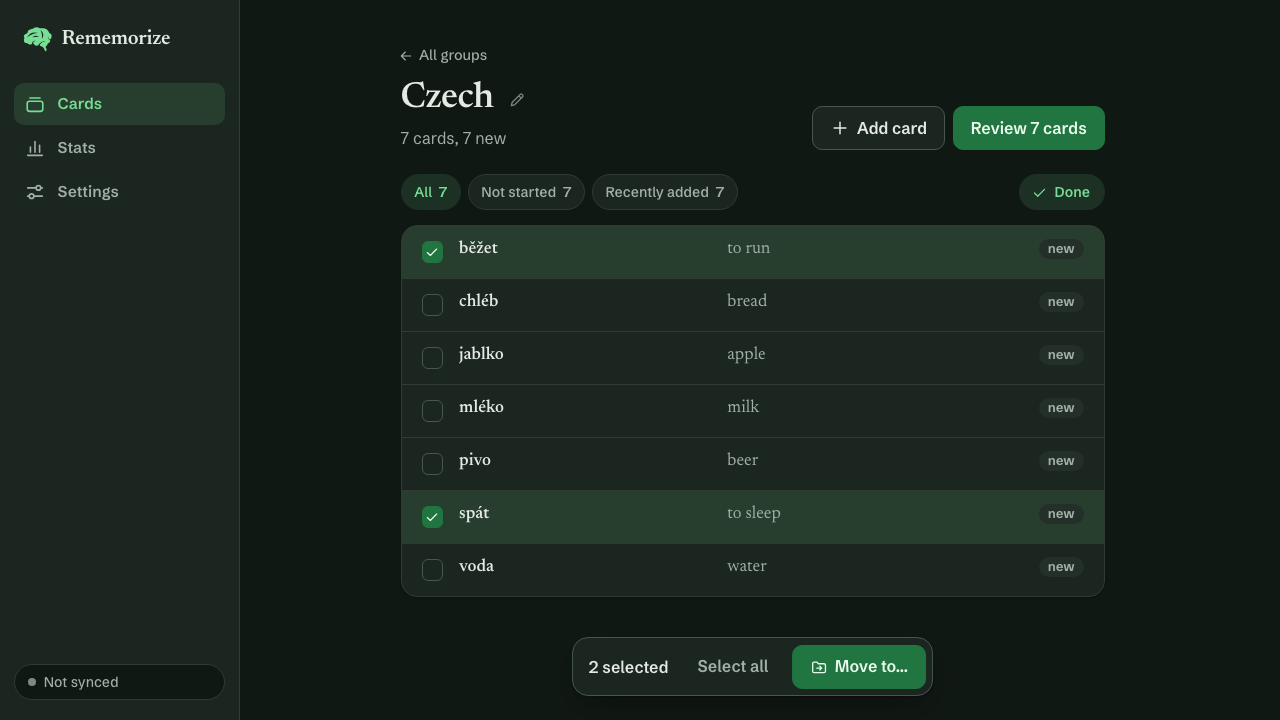 Rememorize
Cards
Stats
Settings
Not synced
← All groups
Czech
7 cards, 7 new
Add card
Review 7 cards
All 7
Not started 7
Recently added 7
Done
běžet to run new
chléb bread new
jablko apple new
mléko milk new
pivo beer new
spát to sleep new
voda water new
2 selected
Select all
Move to...